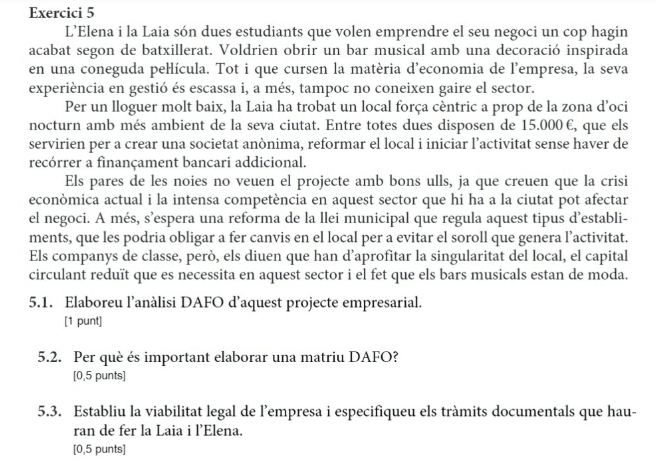 Exercici 5
L'Elena i la Laia són dues estudiants que volen emprendre el seu negoci un cop hagin
acabat segon de batxillerat. Voldrien obrir un bar musical amb una decoració inspirada
en una coneguda pel·lícula. Tot i que cursen la matèria d'economia de l'empresa, la seva
experiència en gestió és escassa i, a més, tampoc no coneixen gaire el sector.
Per un lloguer molt baix, la Laia ha trobat un local força cèntric a prop de la zona d'oci
nocturn amb més ambient de la seva ciutat. Entre totes dues disposen de 15.000 €, que els
servirien per a crear una societat anònima, reformar el local i iniciar l'activitat sense haver de
recórrer a finançament bancari addicional.
Els pares de les noies no veuen el projecte amb bons ulls, ja que creuen que la crisi
econòmica actual i la intensa competència en aquest sector que hi ha a la ciutat pot afectar
el negoci. A més, s'espera una reforma de la llei municipal que regula aquest tipus d'establi-
ments, que les podria obligar a fer canvis en el local per a evitar el soroll que genera l'activitat.
Els companys de classe, però, els diuen que han d'aprofitar la singularitat del local, el capital
circulant reduït que es necessita en aquest sector i el fet que els bars musicals estan de moda.
5.1. Elaboreu l'anàlisi DAFO d'aquest projecte empresarial.
[1 punt]
5.2. Per què és important elaborar una matriu DAFO?
[0,5 punts]
5.3. Establiu la viabilitat legal de l'empresa i especifiqueu els tràmits documentals que hau-
ran de fer la Laia i l'Elena.
[0,5 punts]